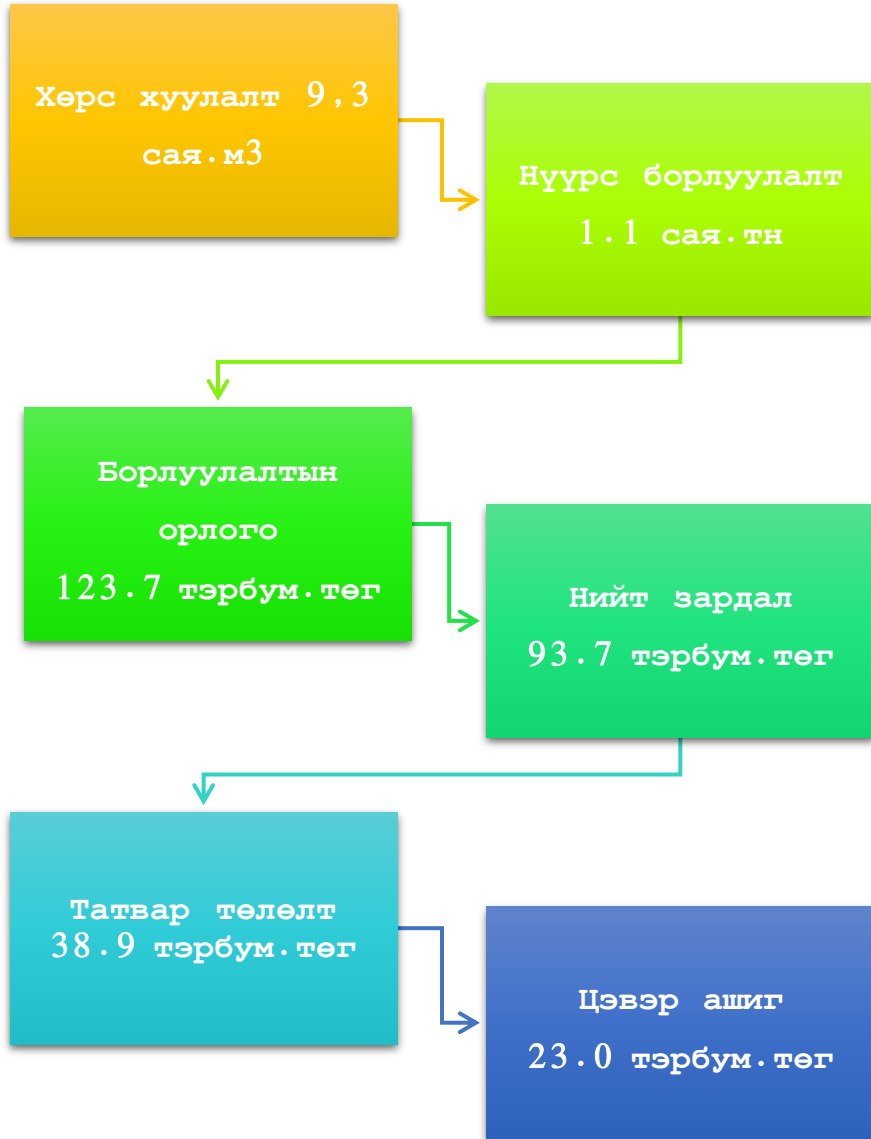 Хөрс хуулалт 9,3
сая.м3
Нүүрс борлуулалт
1.1 сая.тн
Борлуулалтын
орлого
123.7 тэрбум.төг
Нийт зардал
93.7 тэрбум.төг
Татвар төлөлт
38.9 тэрбум.төг
Цэвэр ашиг
23.0 тэрбум.төг